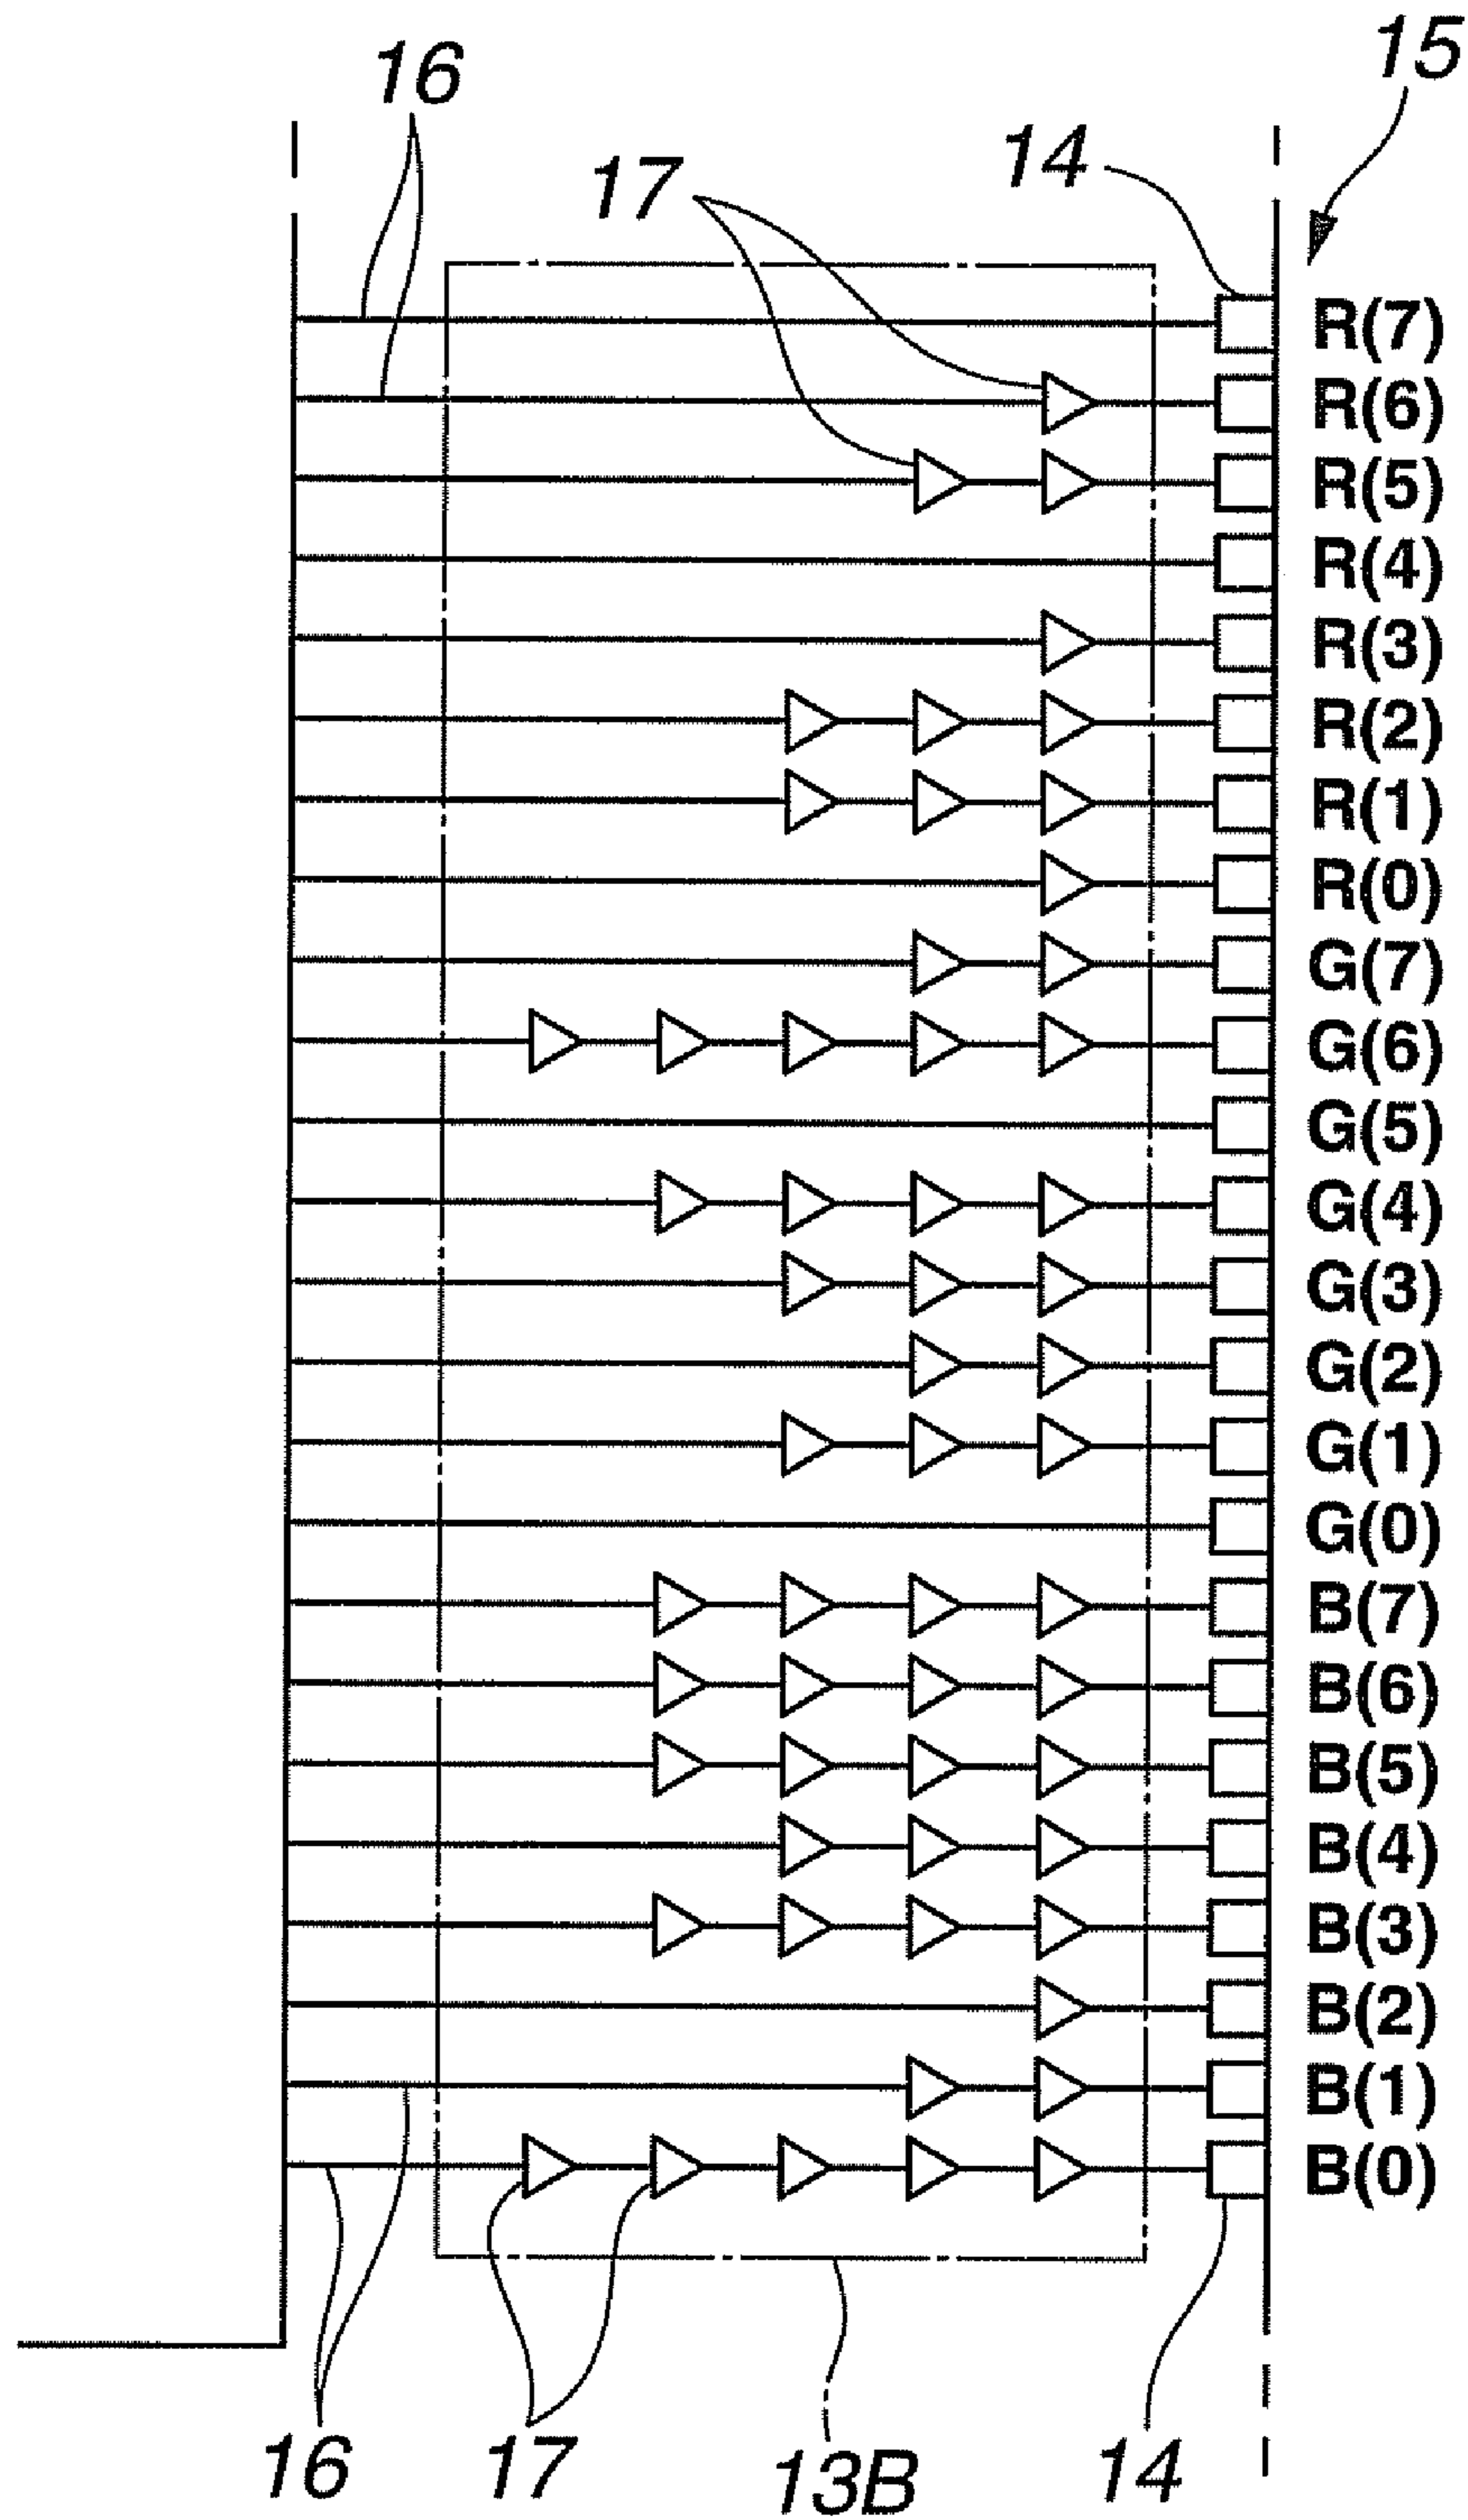 15
16
14
17
R(7)
R(6)
R(5)
R(4)
R(3)
R(2)
R(1)
R(0)
G(7)
G(6)
G(5)
G(4)
G(3)
G(2)
G(1)
G(0)
B(7)
B(6)
B(5)
B(4)
B(3)
B(2)
B(1)
B(0)
16
17
13B
14